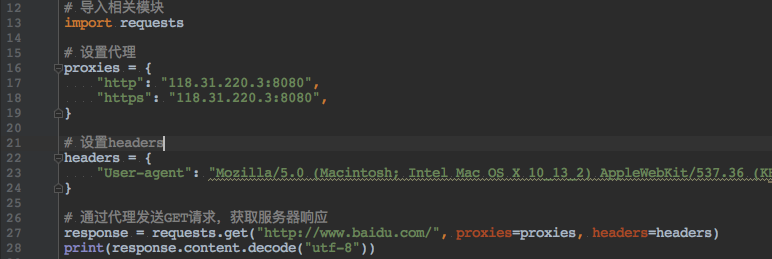 12 # 导入相关模块
13 import requests
14
15 # 设置代理
16 proxies = {
17 "http": "118.31.220.3:8080",
18 "https": "118.31.220.3:8080",
19 }
20
21 # 设置headers
22 headers = {
23 "User-agent": "Mozilla/5.0 (Macintosh; Intel Mac OS X 10_13_2) AppleWebKit/537.36 (KH
24 }
25
26 # 通过代理发送GET请求，获取服务器响应
27 response = requests.get("http://www.baidu.com/", proxies=proxies, headers=headers)
28 print(response.content.decode("utf-8"))